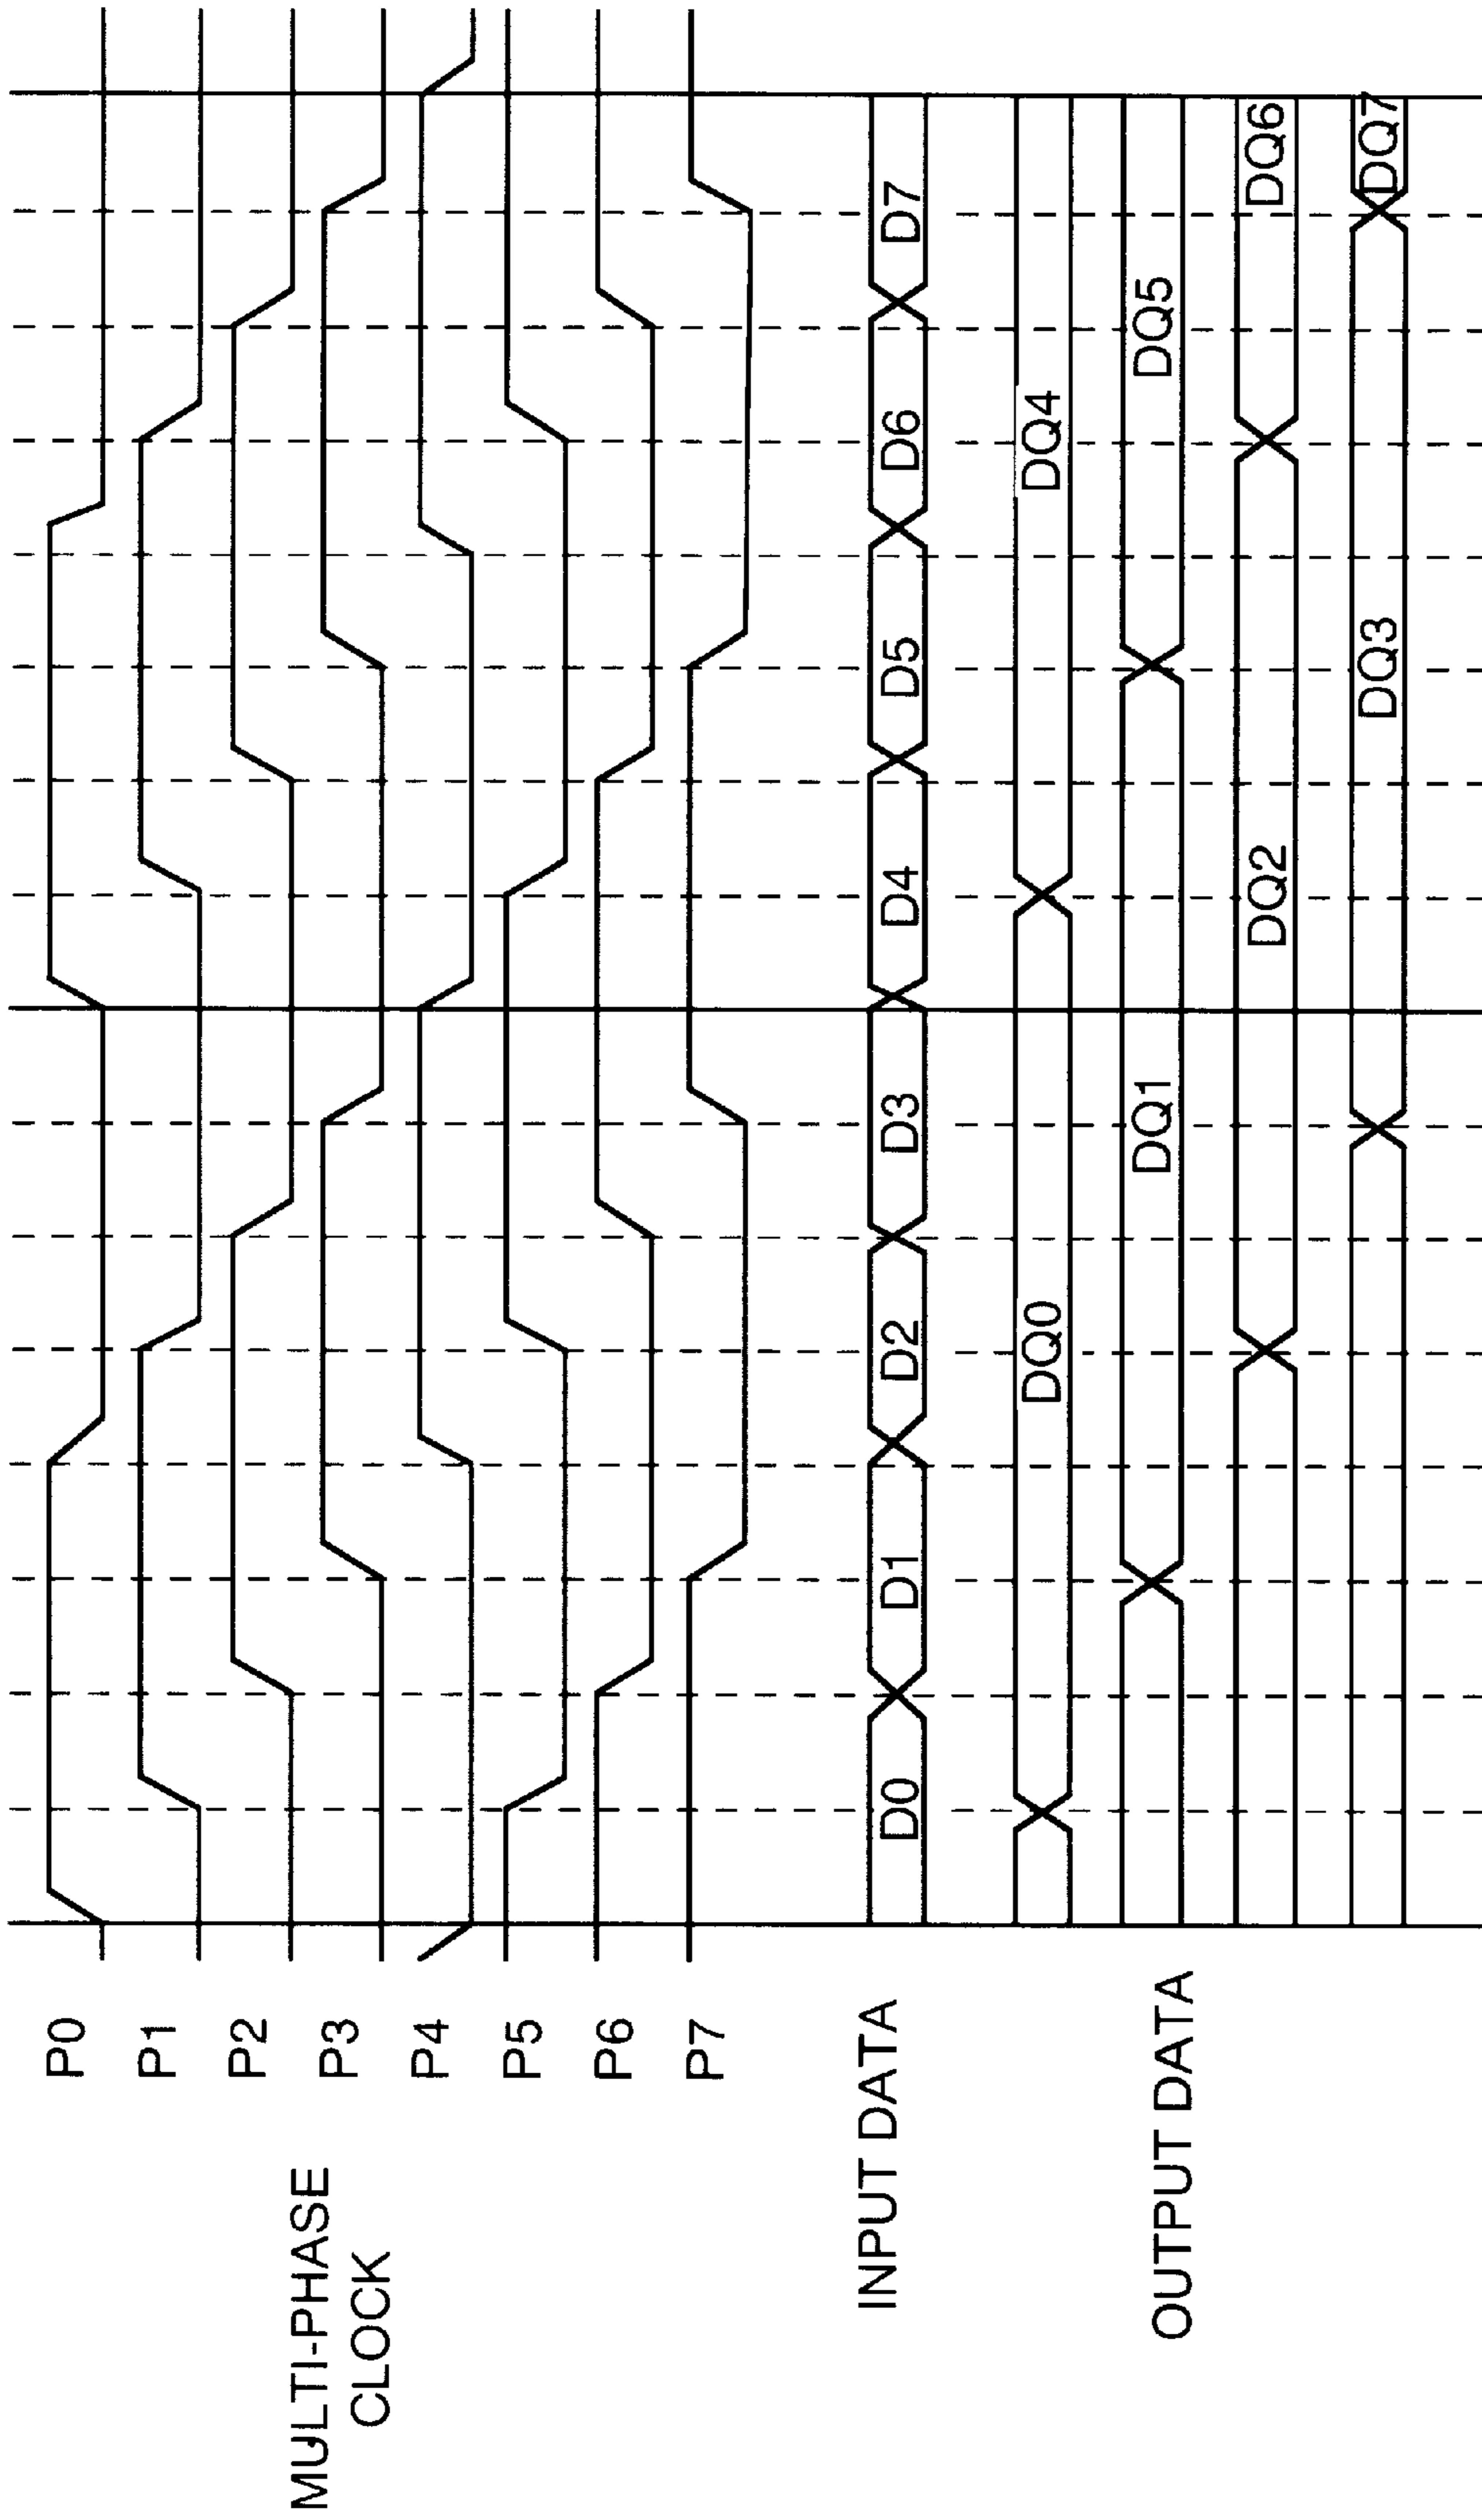 P0
P1
P2
P3
P4
P5
P6
P7
MULTI-PHASE
CLOCK
INPUT DATA
D0 D1 D2 D3 D4 D5 D6 D7
OUTPUT DATA
DQ0 DQ4
DQ1 DQ5
DQ2 DQ6
DQ3 DQ7